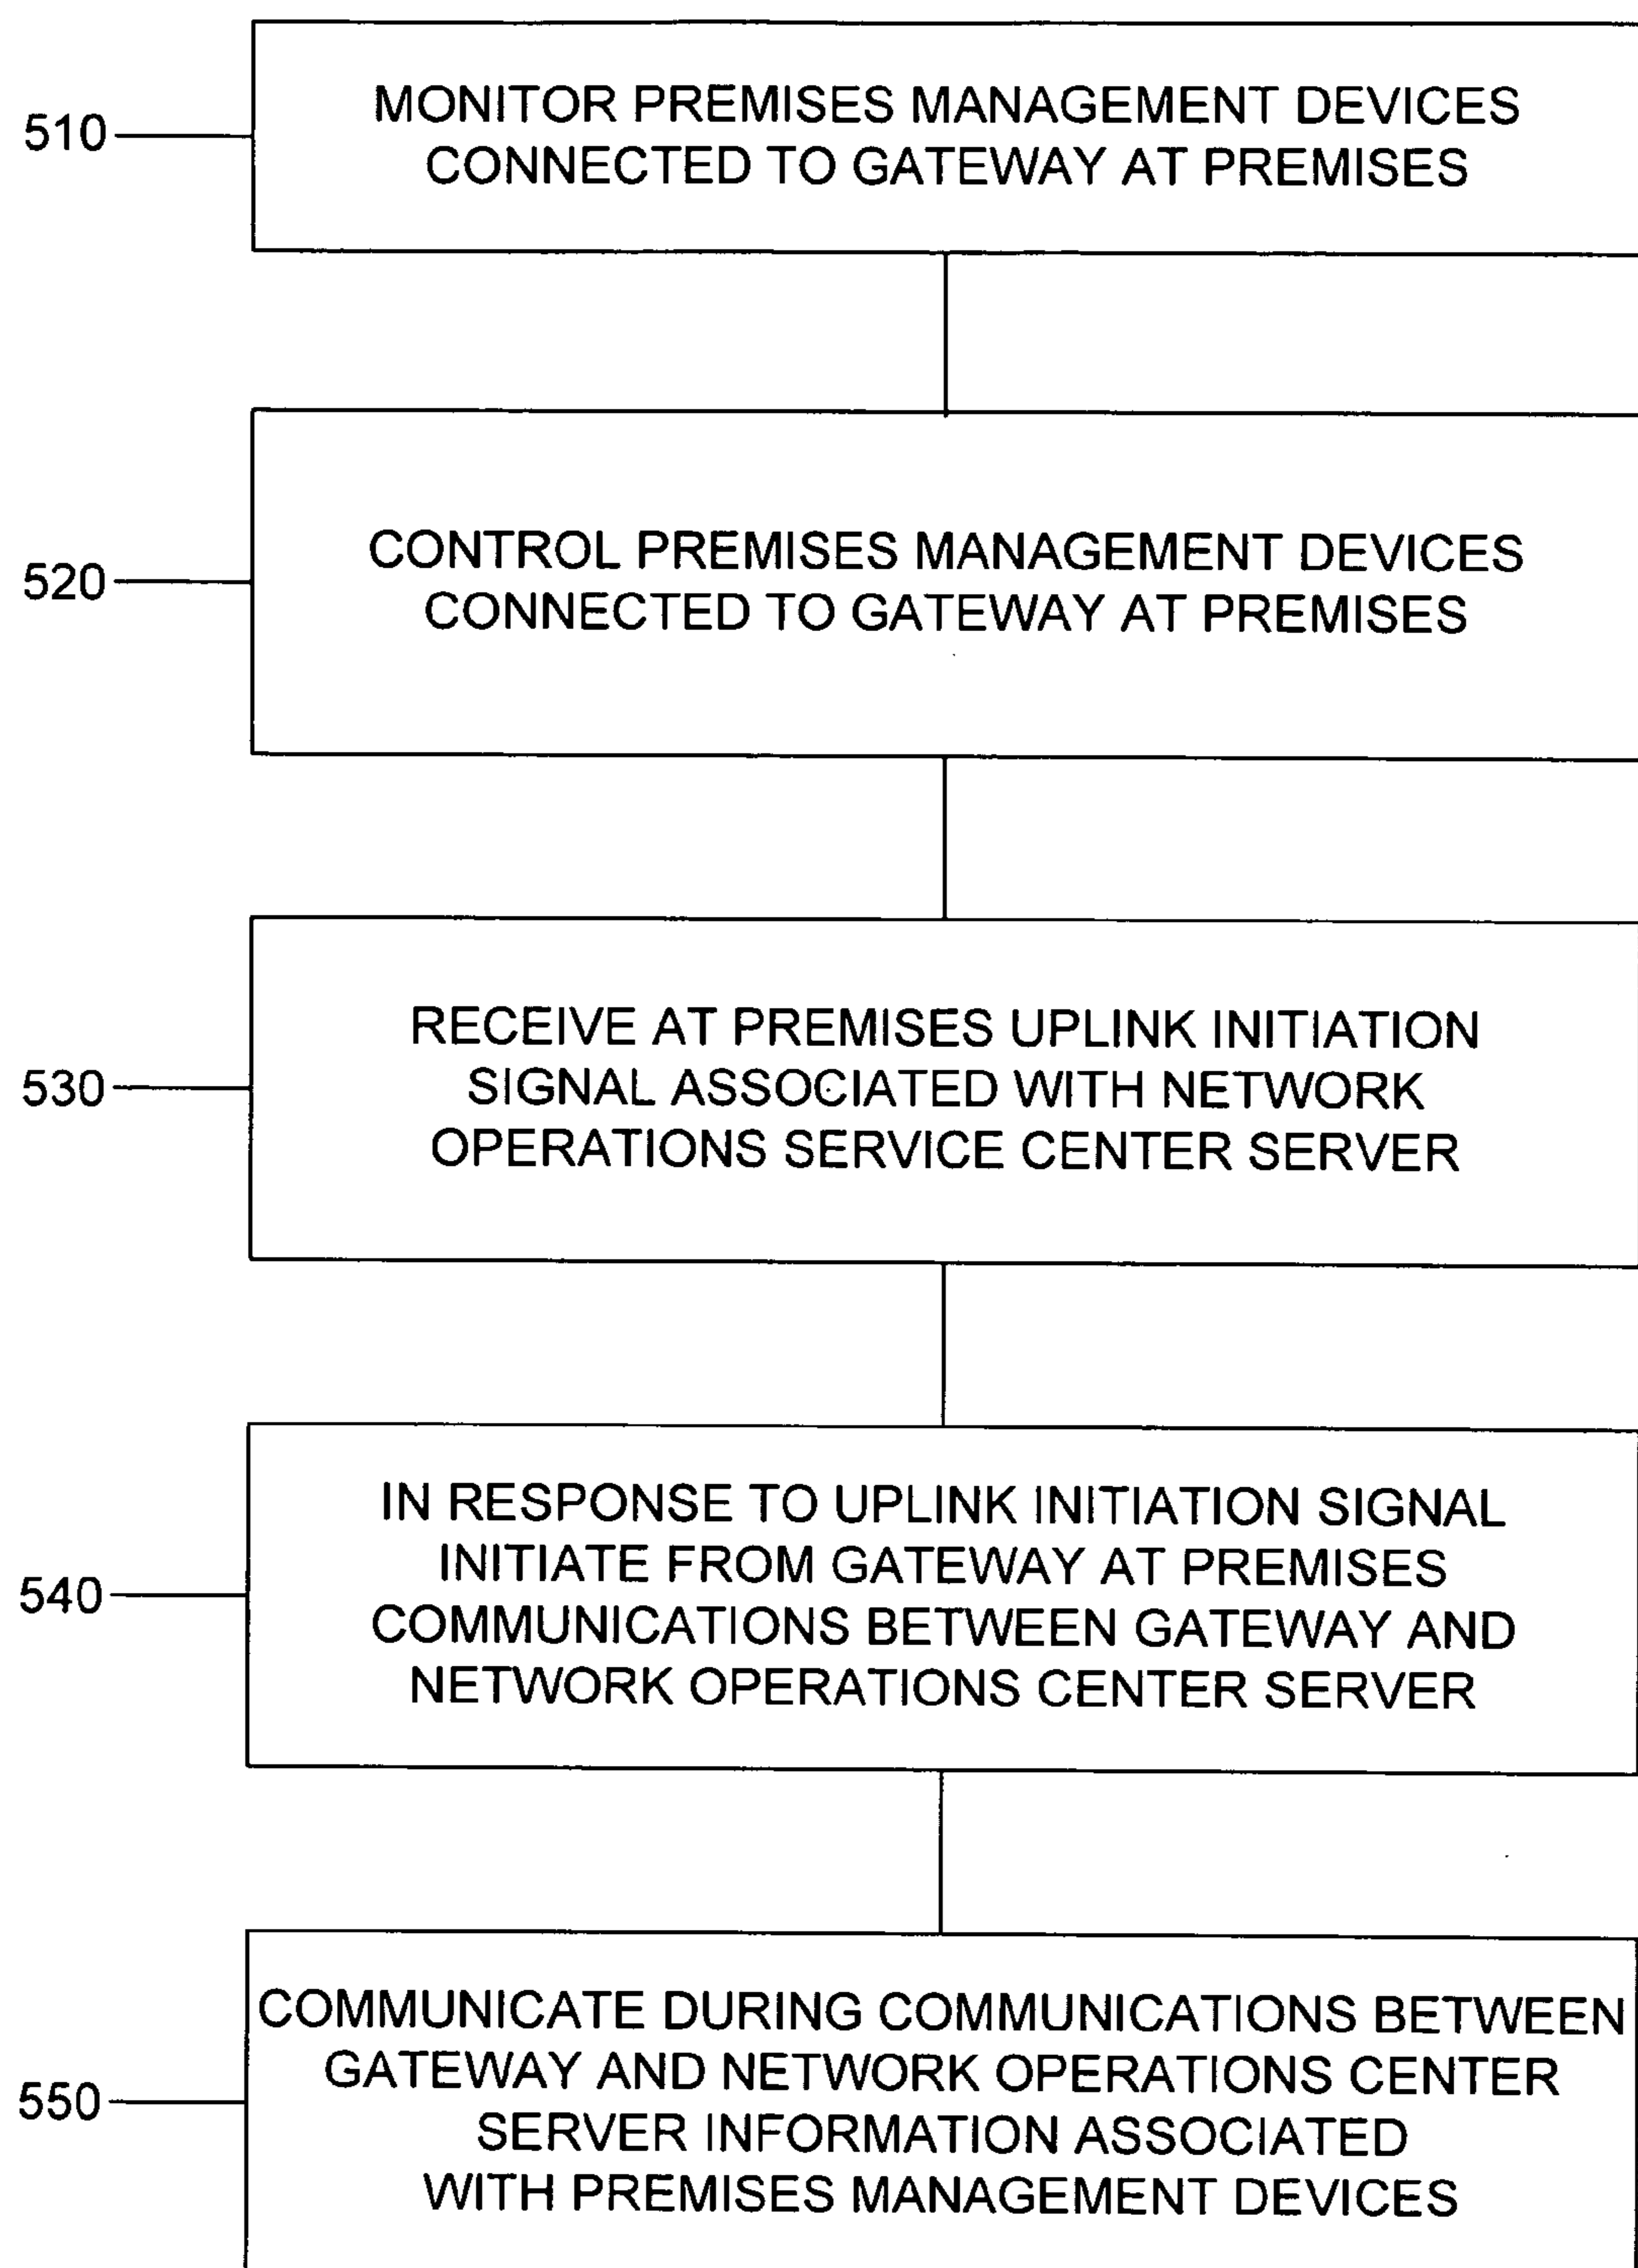 510
MONITOR PREMISES MANAGEMENT DEVICES
CONNECTED TO GATEWAY AT PREMISES
520
CONTROL PREMISES MANAGEMENT DEVICES
CONNECTED TO GATEWAY AT PREMISES
530
RECEIVE AT PREMISES UPLINK INITIATION
SIGNAL ASSOCIATED WITH NETWORK
OPERATIONS SERVICE CENTER SERVER
540
IN RESPONSE TO UPLINK INITIATION SIGNAL
INITIATE FROM GATEWAY AT PREMISES
COMMUNICATIONS BETWEEN GATEWAY AND
NETWORK OPERATIONS CENTER SERVER
550
COMMUNICATE DURING COMMUNICATIONS BETWEEN
GATEWAY AND NETWORK OPERATIONS CENTER
SERVER INFORMATION ASSOCIATED
WITH PREMISES MANAGEMENT DEVICES